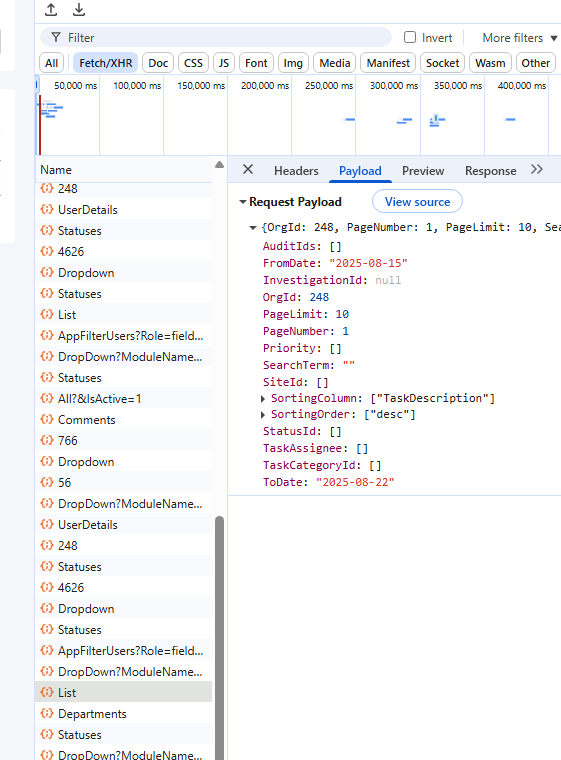 Filter
Invert
More filters
All
Fetch/XHR
Doc
CSS
JS
Font
Img
Media
Manifest
Socket
Wasm
Other
50,000 ms
100,000 ms
150,000 ms
200,000 ms
250,000 ms
300,000 ms
350,000 ms
400,000 ms
Name
248
UserDetails
Statuses
4626
Dropdown
Statuses
List
AppFilterUsers?Role=field...
DropDown?ModuleName...
Statuses
All?&IsActive=1
Comments
766
Dropdown
56
DropDown?ModuleName...
UserDetails
248
Statuses
4626
Dropdown
Statuses
AppFilterUsers?Role=field...
DropDown?ModuleName...
List
Departments
Statuses
DropDown?ModuleName...
Headers
Payload
Preview
Response
Request Payload
View source
{OrgId: 248, PageNumber: 1, PageLimit: 10, Sea
AuditIds: []
FromDate: "2025-08-15"
InvestigationId: null
OrgId: 248
PageLimit: 10
PageNumber: 1
Priority: []
SearchTerm: ""
SiteId: []
SortingColumn: ["TaskDescription"]
SortingOrder: ["desc"]
StatusId: []
TaskAssignee: []
TaskCategoryId: []
ToDate: "2025-08-22"